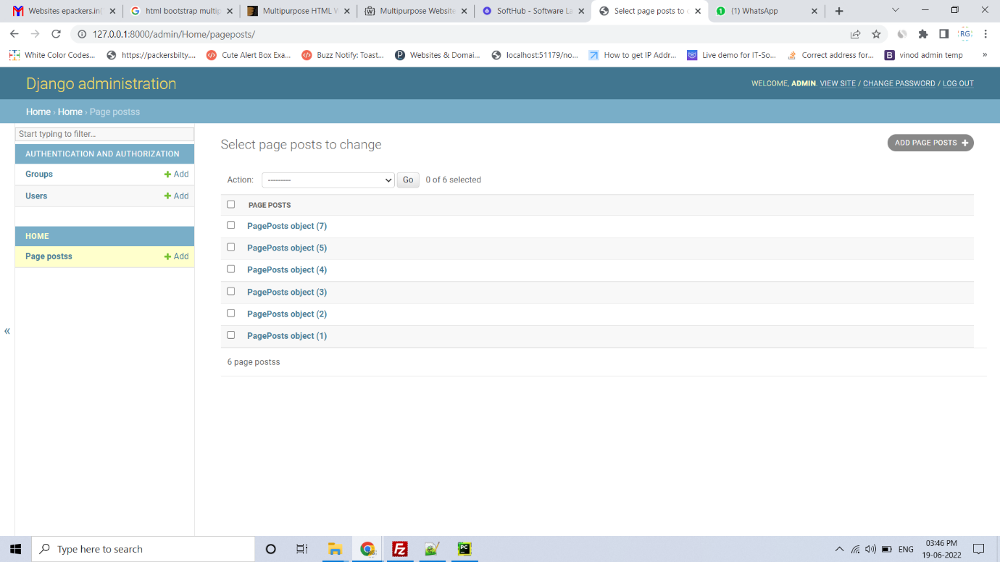 Websites epackers.in(
html bootstrap multip
Multipurpose HTML W
Multipurpose Website
SoftHub - Software La
Select page posts to c
1 (1) WhatsApp
127.0.0.1:8000/admin/Home/pageposts/
RG
White Color Codes...
https://packersbilty....
Cute Alert Box Exa...
Buzz Notify: Toast...
Websites & Domai...
localhost:51179/no...
How to get IP Addr...
Live demo for IT-So...
Correct address for...
B vinod admin temp
»
Django administration
WELCOME, ADMIN. VIEW SITE / CHANGE PASSWORD / LOG OUT
Home › Home › Page postss
Start typing to filter...
AUTHENTICATION AND AUTHORIZATION
Groups + Add
Users + Add
HOME
Page postss + Add
«
Select page posts to change
ADD PAGE POSTS +
Action: --------- Go 0 of 6 selected
PAGE POSTS
PagePosts object (7)
PagePosts object (5)
PagePosts object (4)
PagePosts object (3)
PagePosts object (2)
PagePosts object (1)
6 page postss
Type here to search
FZ
PC
ENG
03:46 PM
19-06-2022